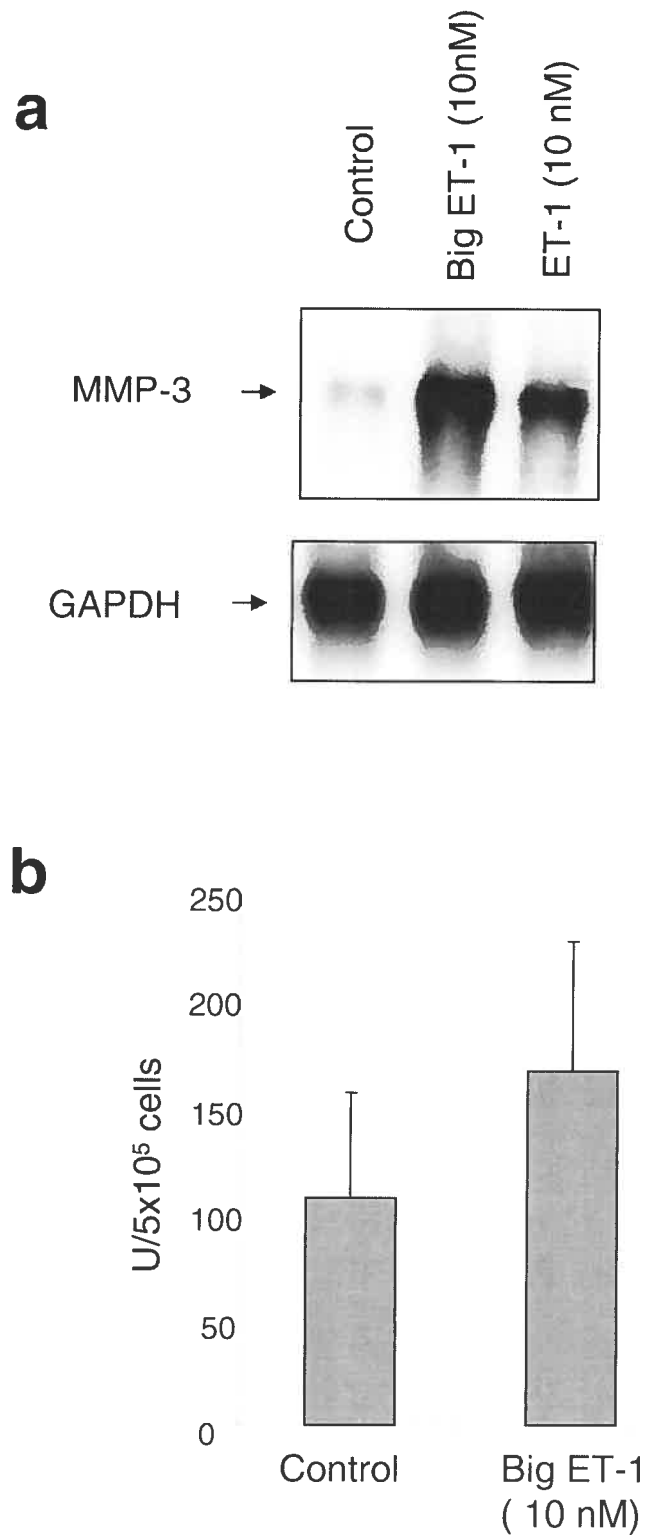 a
Control
Big ET-1 (10nM)
ET-1 (10 nM)
MMP-3
GAPDH
b
250
200
150
100
50
0
U/5x10⁵ cells
Control
Big ET-1
( 10 nM)